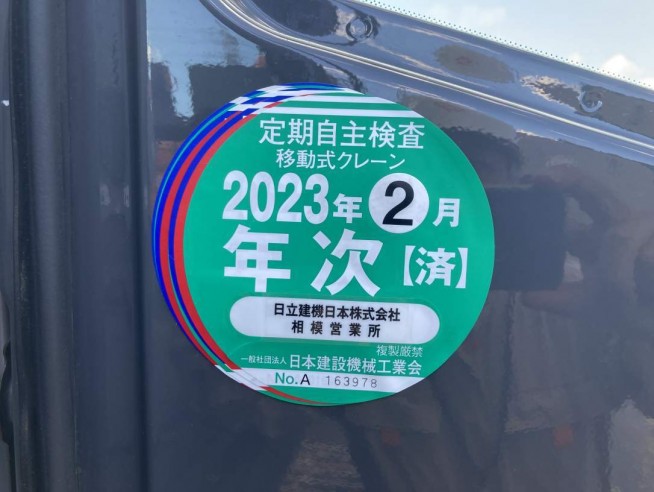 定期自主検査
移動式クレーン
2023年2月
年次【済】
日立建機日本株式会社
相模営業所
複製厳禁
一般社団法人日本建設機械工業会
No.A 163978